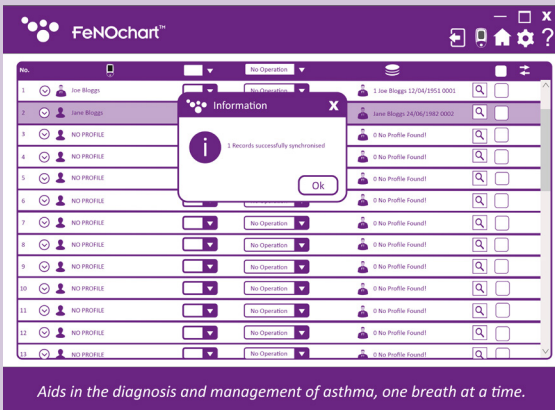 FeNOchart™
?
No. No Operation
1 Joe Bloggs No Operation 1 Joe Bloggs 12/04/1951 0001
2 Jane Bloggs Jane Bloggs 24/06/1982 0002
Information X
i
1 Records successfully synchronised
Ok
3 NO PROFILE 0 No Profile Found!
4 NO PROFILE 0 No Profile Found!
5 NO PROFILE 0 No Profile Found!
6 NO PROFILE No Operation 0 No Profile Found!
7 NO PROFILE No Operation 0 No Profile Found!
8 NO PROFILE No Operation 0 No Profile Found!
9 NO PROFILE No Operation 0 No Profile Found!
10 NO PROFILE No Operation 0 No Profile Found!
11 NO PROFILE No Operation 0 No Profile Found!
12 NO PROFILE No Operation 0 No Profile Found!
13 NO PROFILE No Operation 0 No Profile Found!
Aids in the diagnosis and management of asthma, one breath at a time.